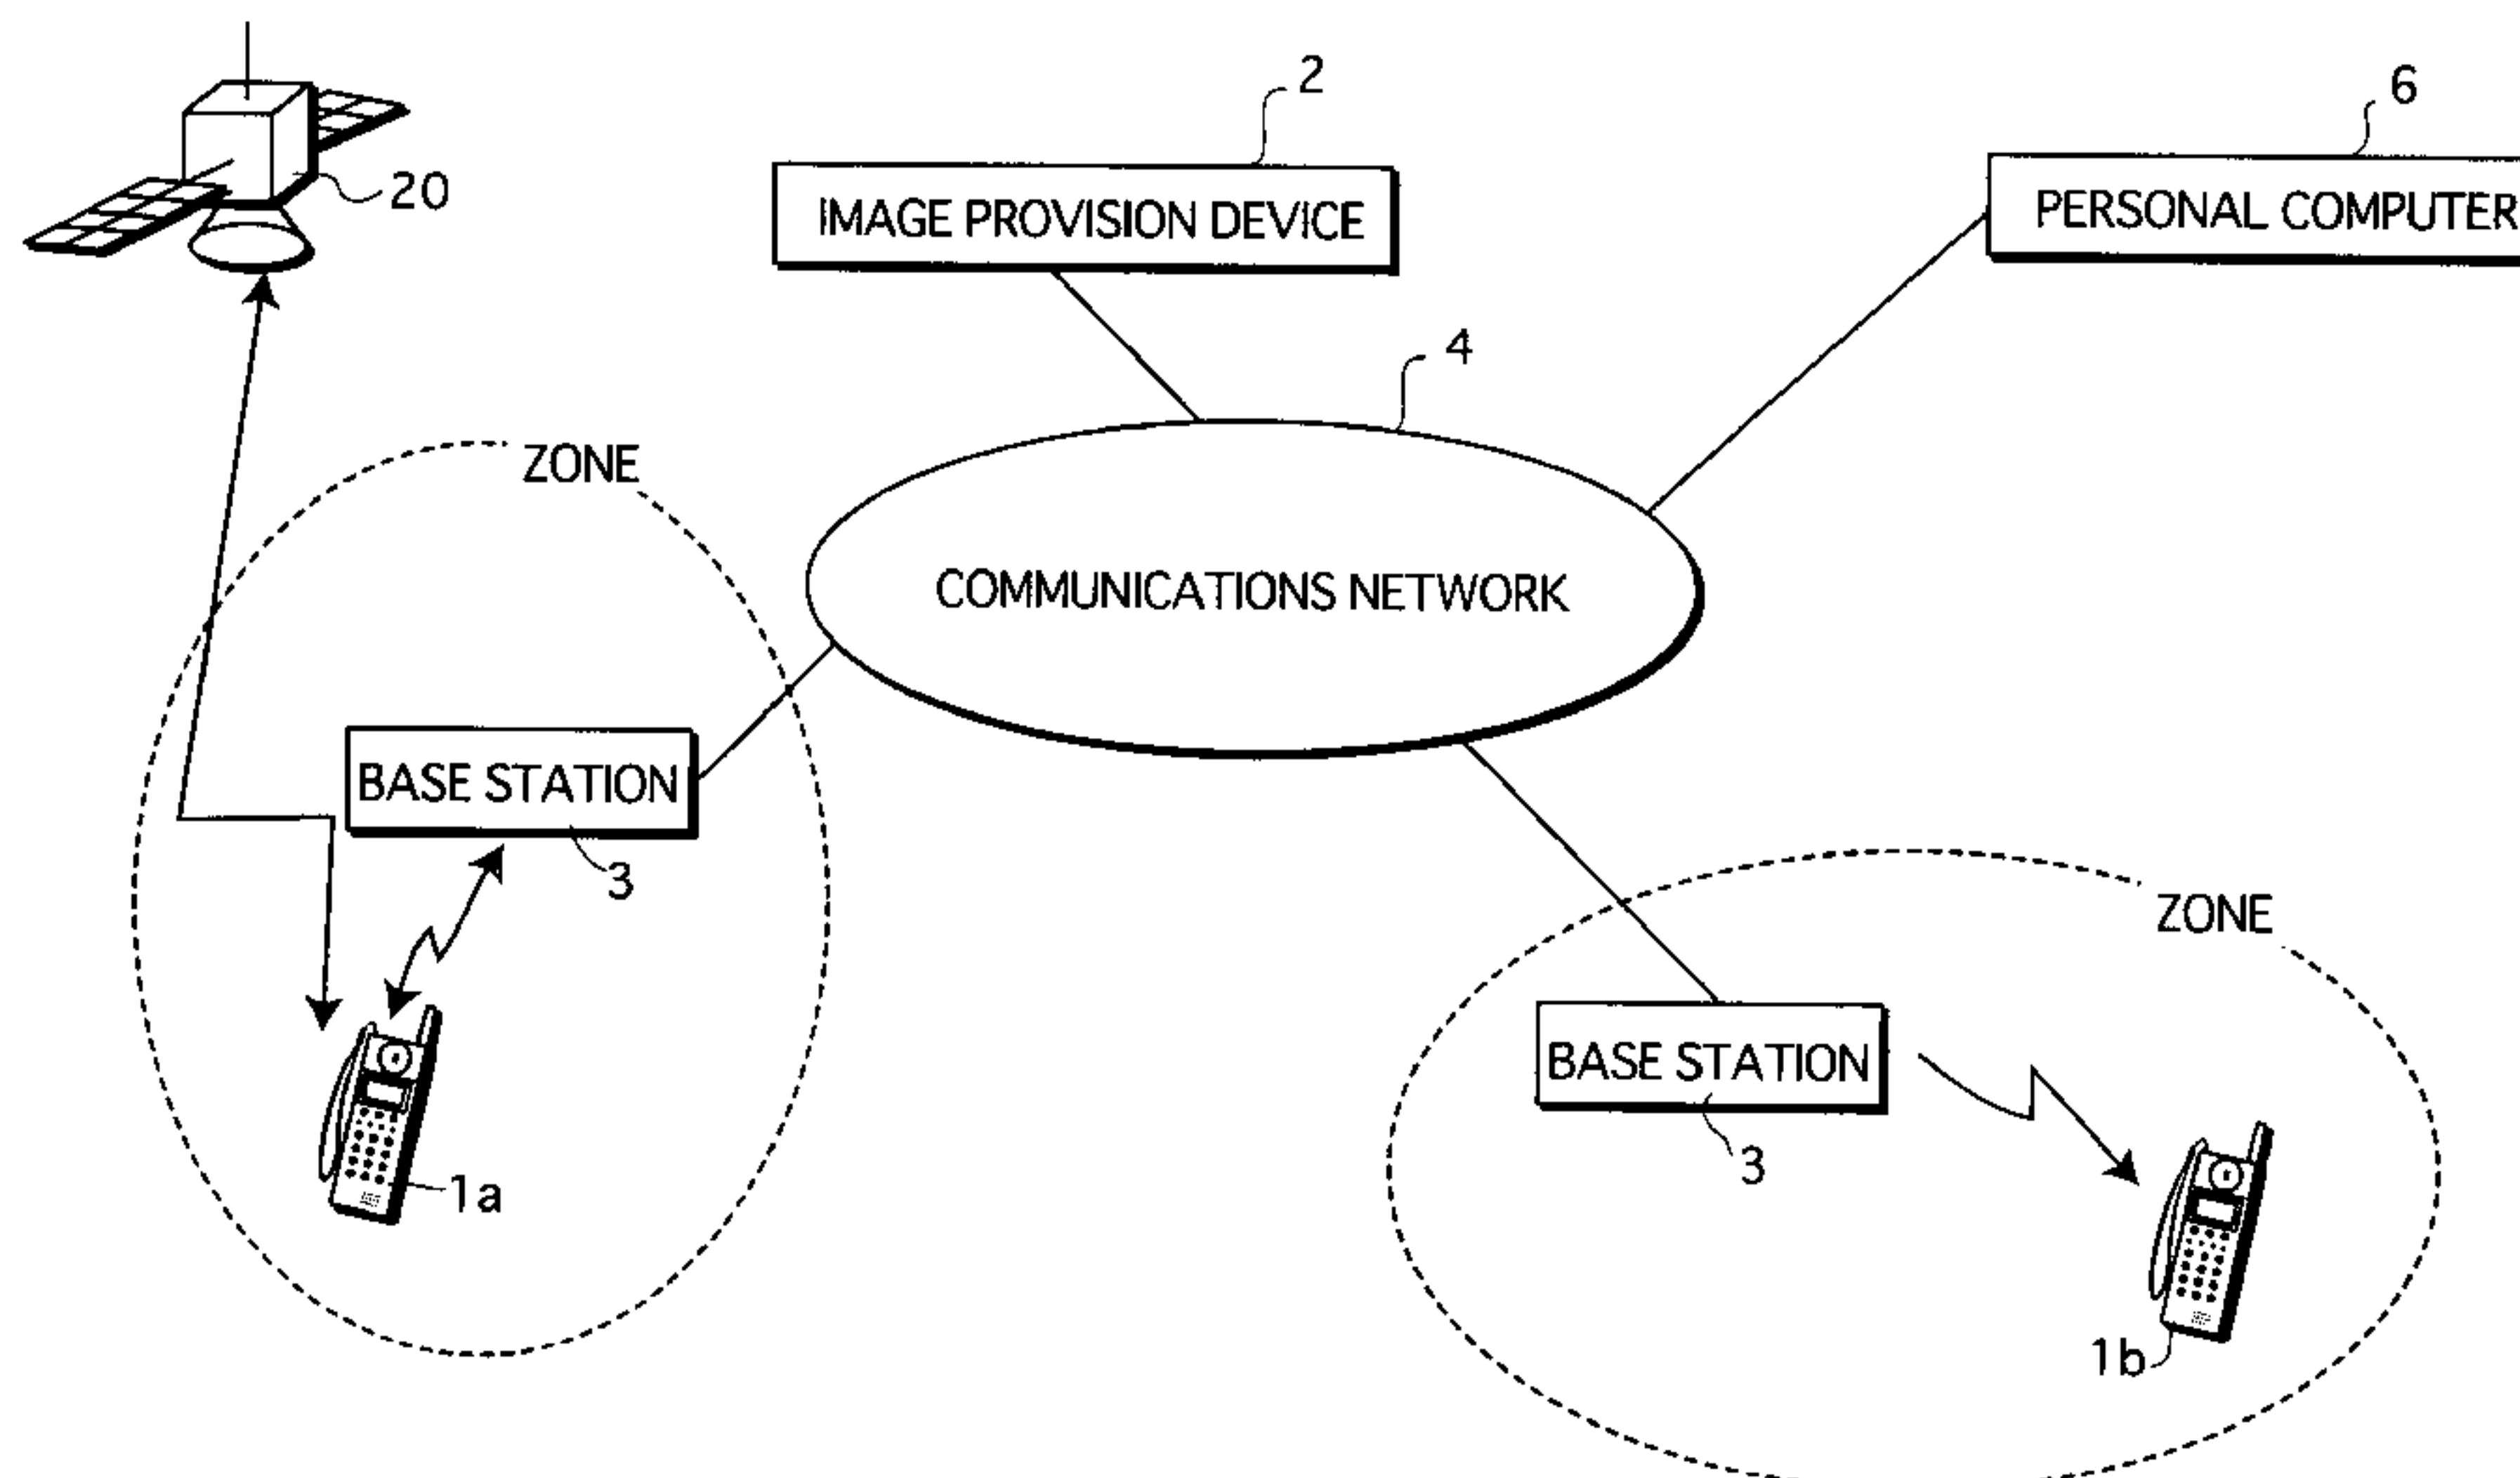 2
6
20
IMAGE PROVISION DEVICE
PERSONAL COMPUTER
4
ZONE
COMMUNICATIONS NETWORK
BASE STATION
3
ZONE
BASE STATION
3
1a
1b